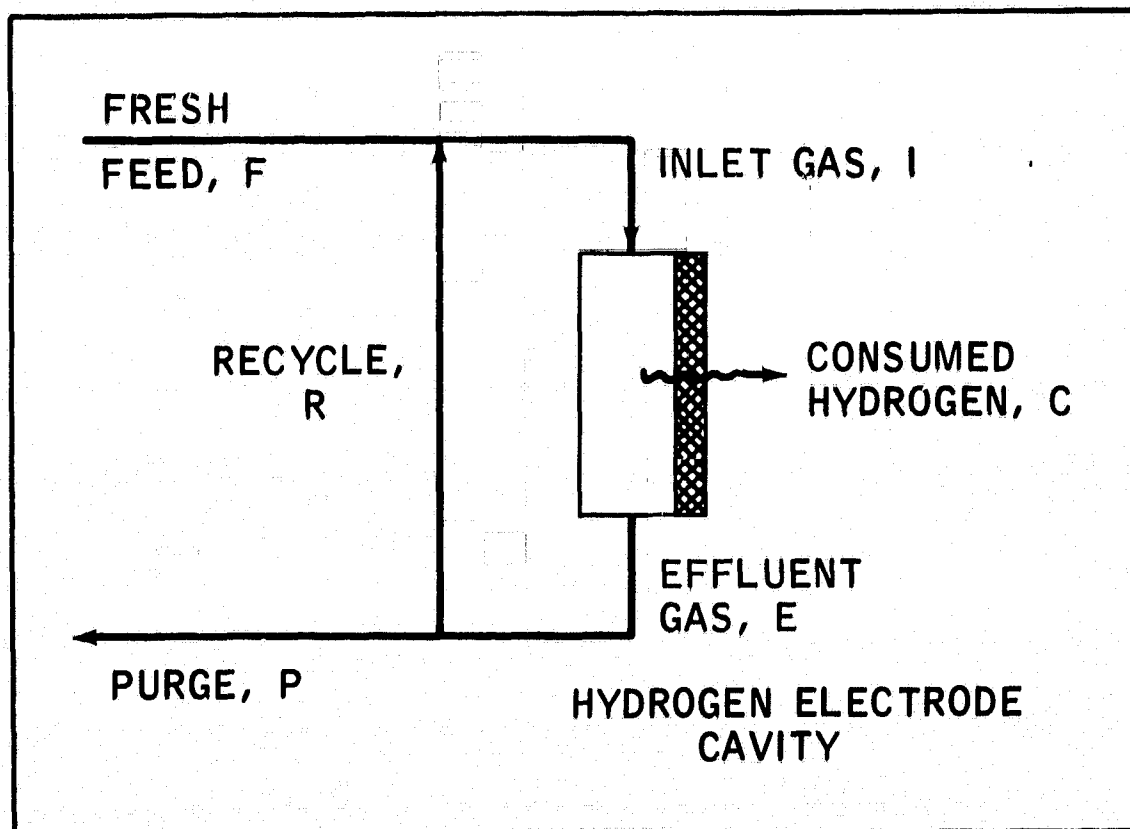 FRESH
FEED, F
INLET GAS, I
RECYCLE,
R
CONSUMED
HYDROGEN, C
EFFLUENT
GAS, E
PURGE, P
HYDROGEN ELECTRODE
CAVITY